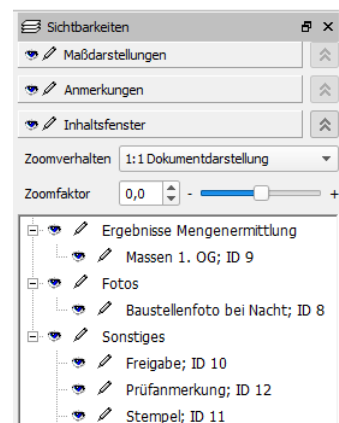 Sichtbarkeiten
Maßdarstellungen
Anmerkungen
Inhaltsfenster
Zoomverhalten 1:1 Dokumentdarstellung
Zoomfaktor 0,0 - +
Ergebnisse Mengenermittlung
Massen 1. OG; ID 9
Fotos
Baustellenfoto bei Nacht; ID 8
Sonstiges
Freigabe; ID 10
Prüfanmerkung; ID 12
Stempel; ID 11